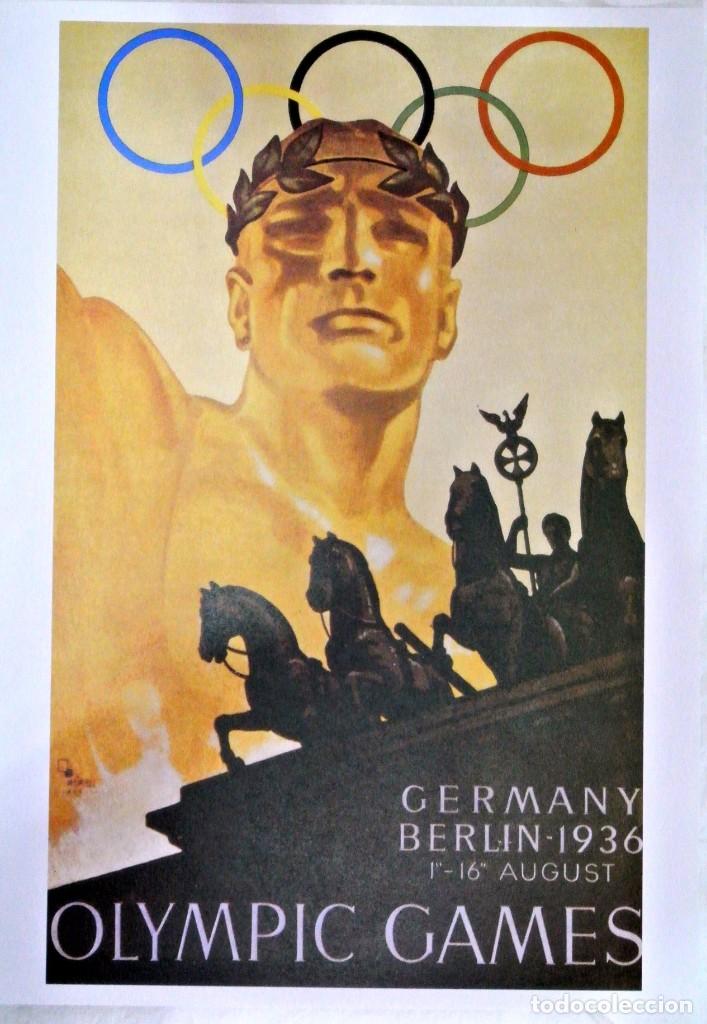 GERMANY
BERLIN-1936
1ST-16TH AUGUST
OLYMPIC GAMES
todocoleccion